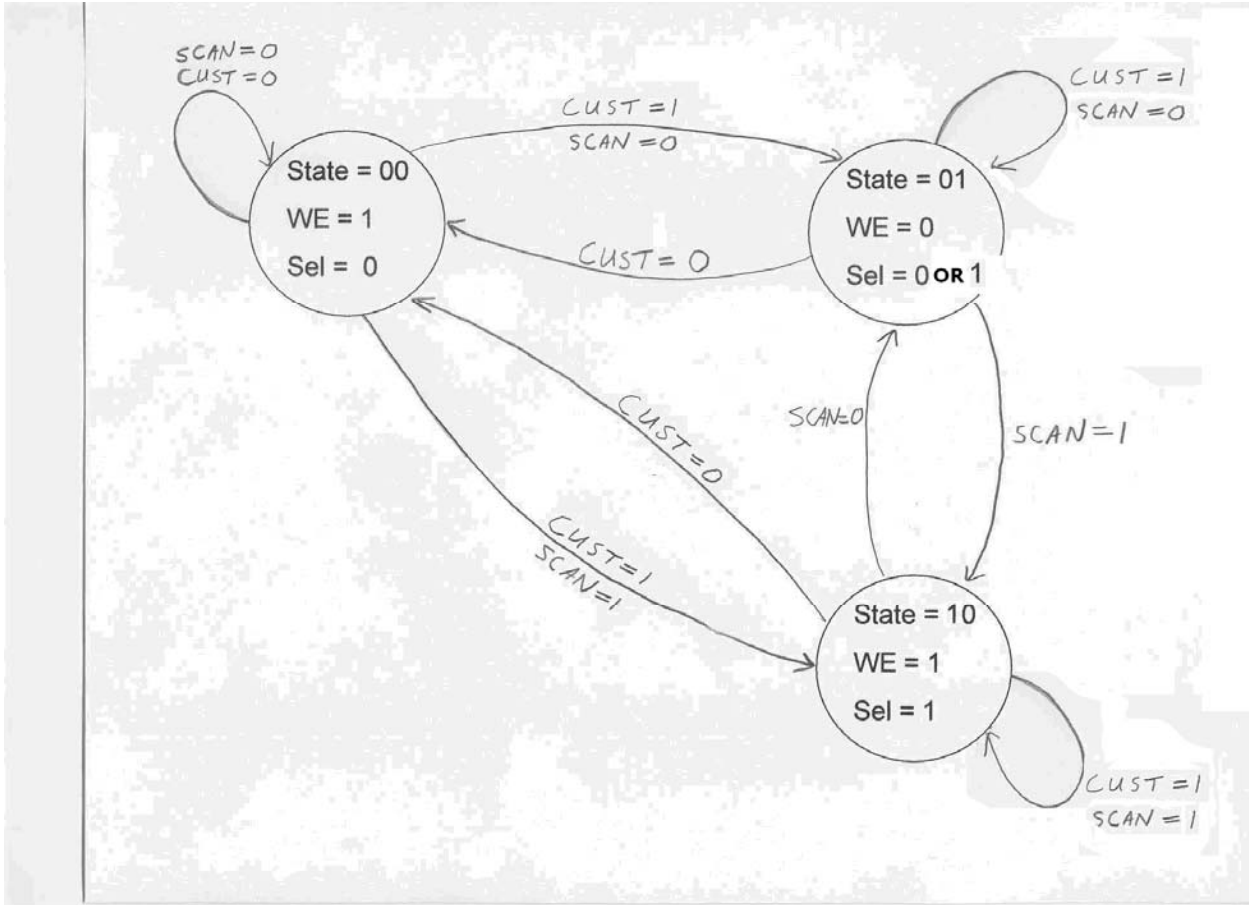 SCAN=0
CUST=0
CUST=1
SCAN=0
CUST=1
SCAN=0
State = 00
WE = 1
Sel = 0
State = 01
WE = 0
Sel = 0 OR 1
CUST=0
CUST=0
SCAN=0
SCAN=1
CUST=1
SCAN=1
State = 10
WE = 1
Sel = 1
CUST=1
SCAN=1